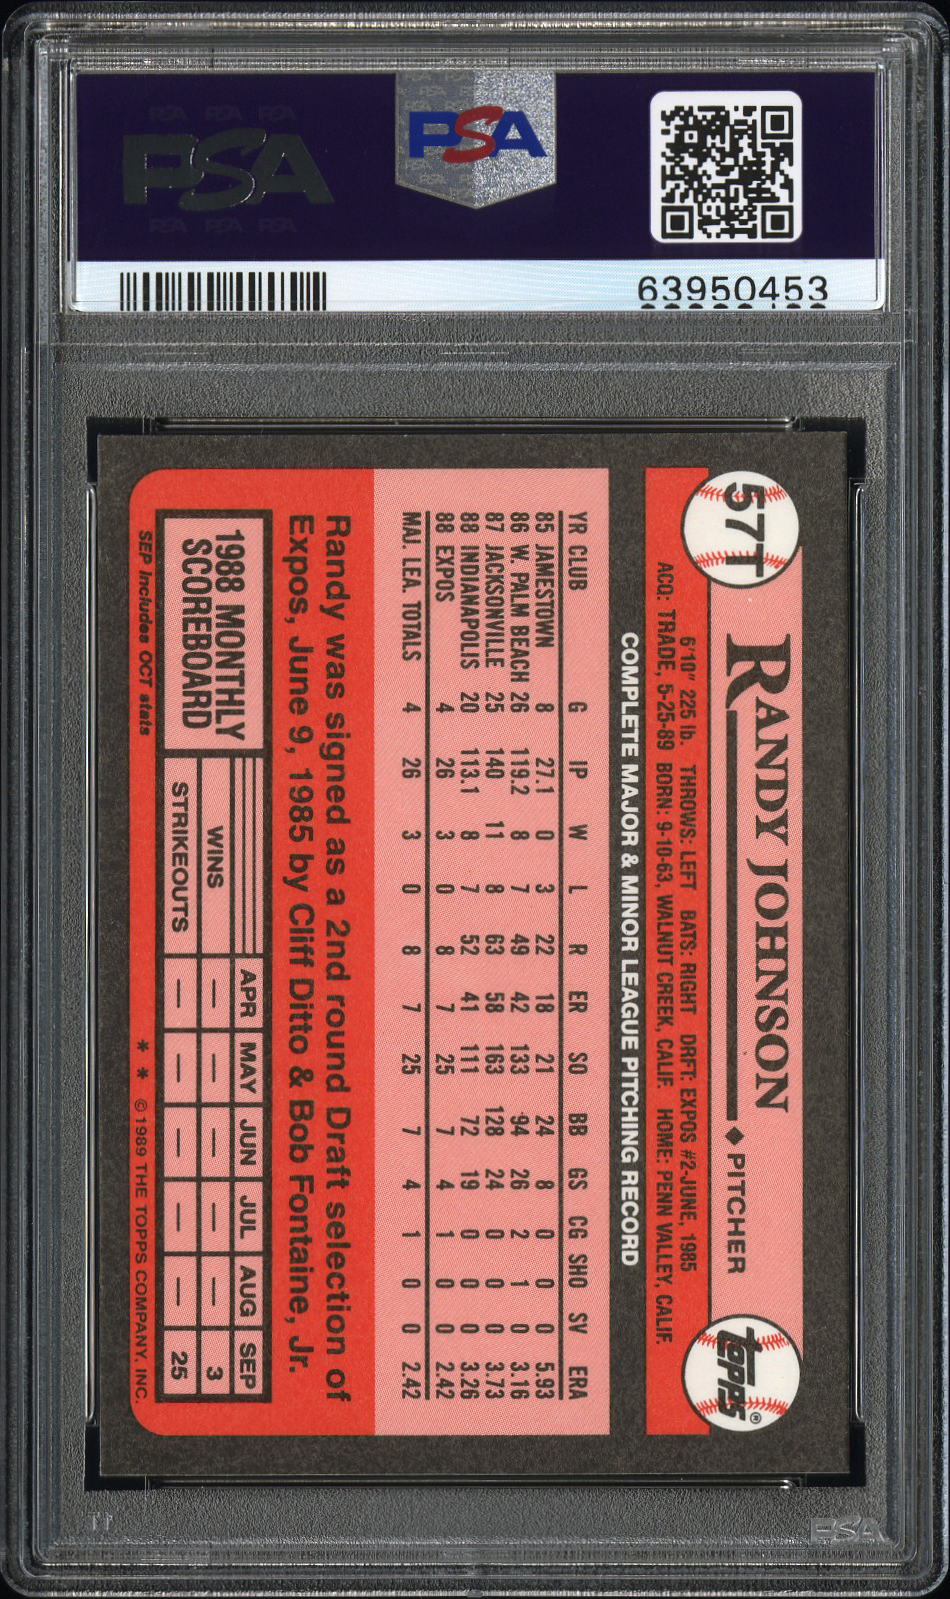 PSA PSA PSA
PSA
PSA PSA PSA
PSA
63950453
57T
RANDY JOHNSON ◆ PITCHER
topps®
6'10" 225 lb. THROWS: LEFT BATS: RIGHT DRFT: EXPOS #2-JUNE, 1985
ACQ: TRADE, 5-25-89 BORN: 9-10-63, WALNUT CREEK, CALIF. HOME: PENN VALLEY, CALIF.
COMPLETE MAJOR & MINOR LEAGUE PITCHING RECORD
YR CLUB G IP W L R ER SO BB GS CG SHO SV ERA
85 JAMESTOWN 8 27.1 0 3 22 18 21 24 8 0 0 0 5.93
86 W. PALM BEACH 26 119.2 8 7 49 42 133 94 26 2 1 0 3.16
87 JACKSONVILLE 25 140 11 8 63 58 163 128 24 0 0 0 3.73
88 INDIANAPOLIS 20 113.1 8 7 52 41 111 72 19 0 0 0 3.26
88 EXPOS 4 26 3 0 8 7 25 7 4 1 0 0 2.42
MAJ. LEA. TOTALS 4 26 3 0 8 7 25 7 4 1 0 0 2.42
Randy was signed as a 2nd round Draft selection of
Expos, June 9, 1985 by Cliff Ditto & Bob Fontaine, Jr.
1988 MONTHLY
SCOREBOARD
APR MAY JUN JUL AUG SEP
WINS — — — — — 3
STRIKEOUTS — — — — — 25
SEP includes OCT stats
* * © 1989 THE TOPPS COMPANY, INC.
PSA